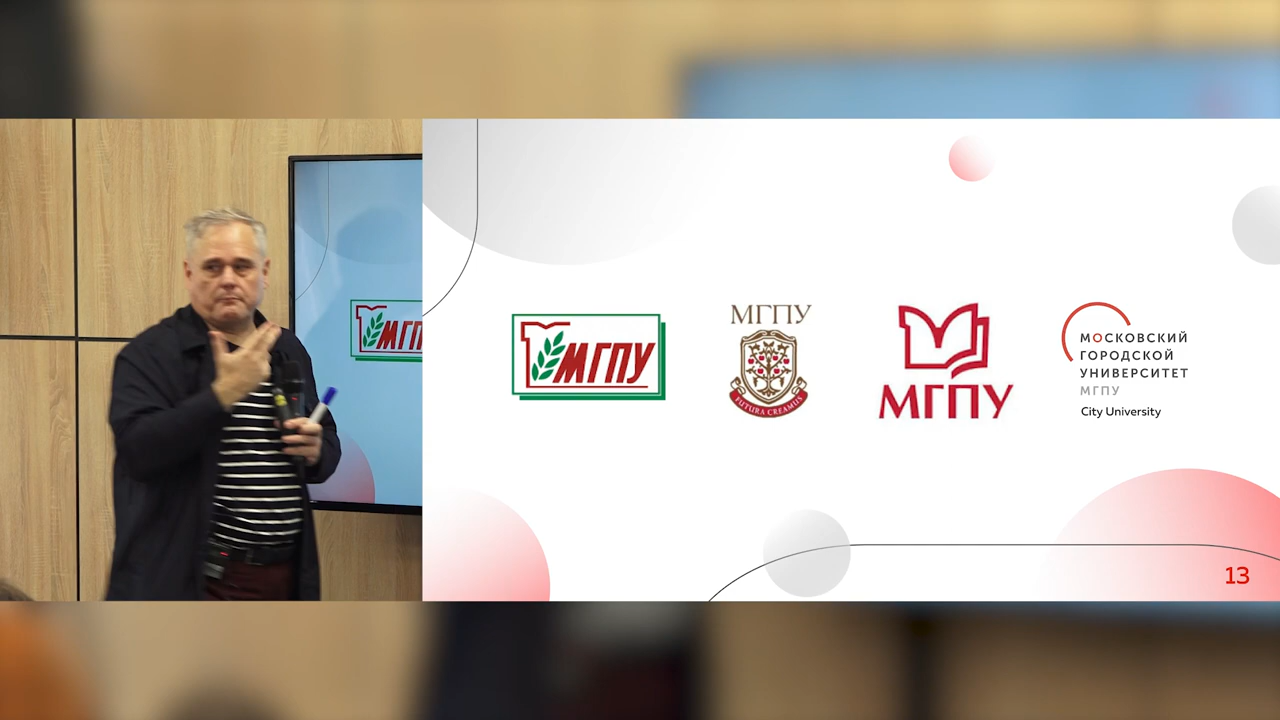 МГПУ
МГПУ
FUTURA CREAMUS
МГПУ
МОСКОВСКИЙ
ГОРОДСКОЙ
УНИВЕРСИТЕТ
МГПУ
City University
13